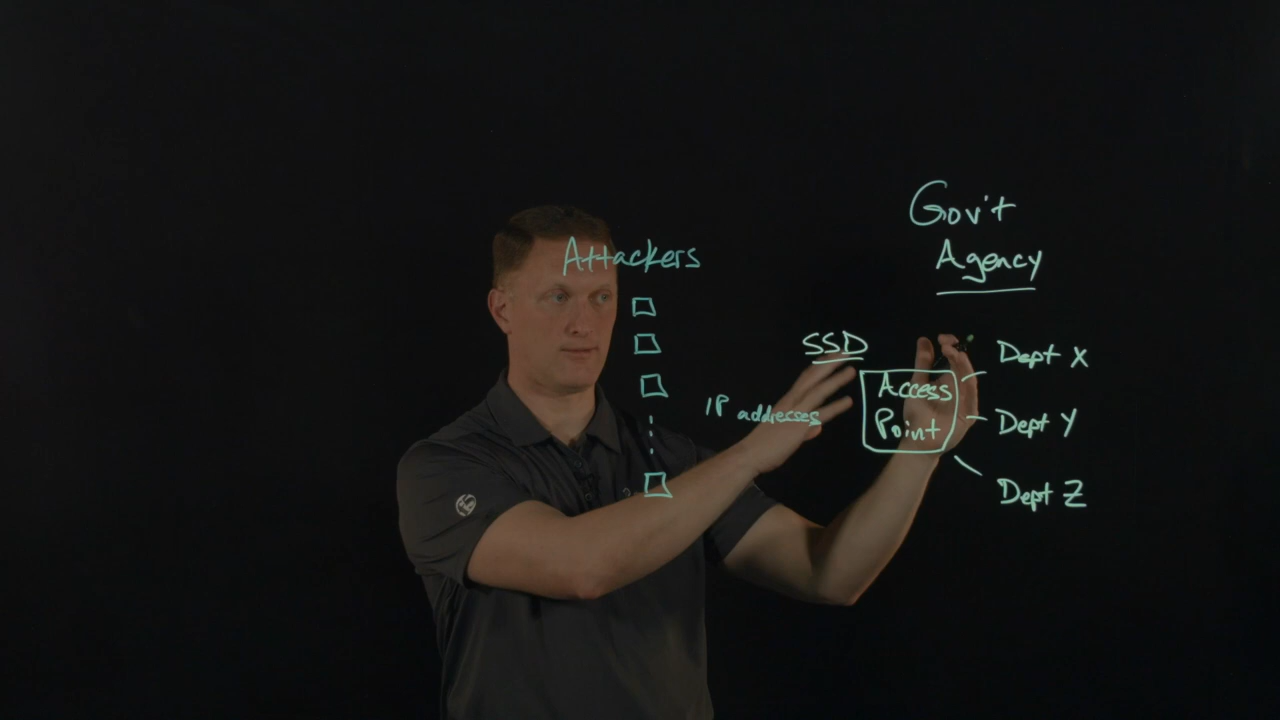 Gov't
Agency
Attackers
SSD
IP addresses
Access
Point
Dept X
Dept Y
Dept Z